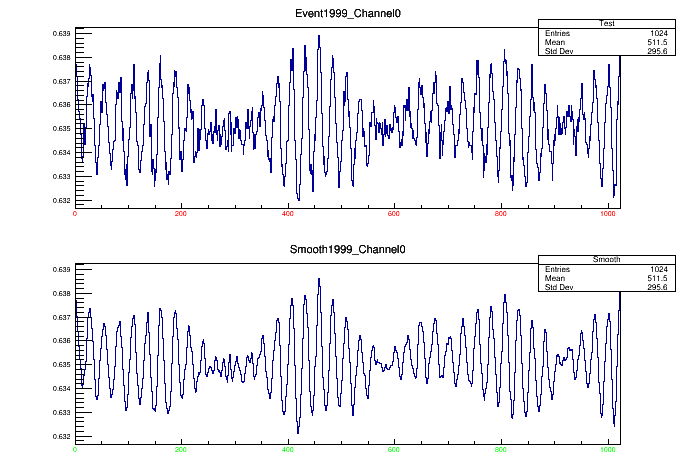 Event1999_Channel0
Test
Entries 1024
Mean 511.5
Std Dev 295.6
0.639
0.638
0.637
0.636
0.635
0.634
0.633
0.632
0 200 400 600 800 1000
Smooth1999_Channel0
Smooth
Entries 1024
Mean 511.5
Std Dev 295.6
0.639
0.638
0.637
0.636
0.635
0.634
0.633
0.632
0 200 400 600 800 1000